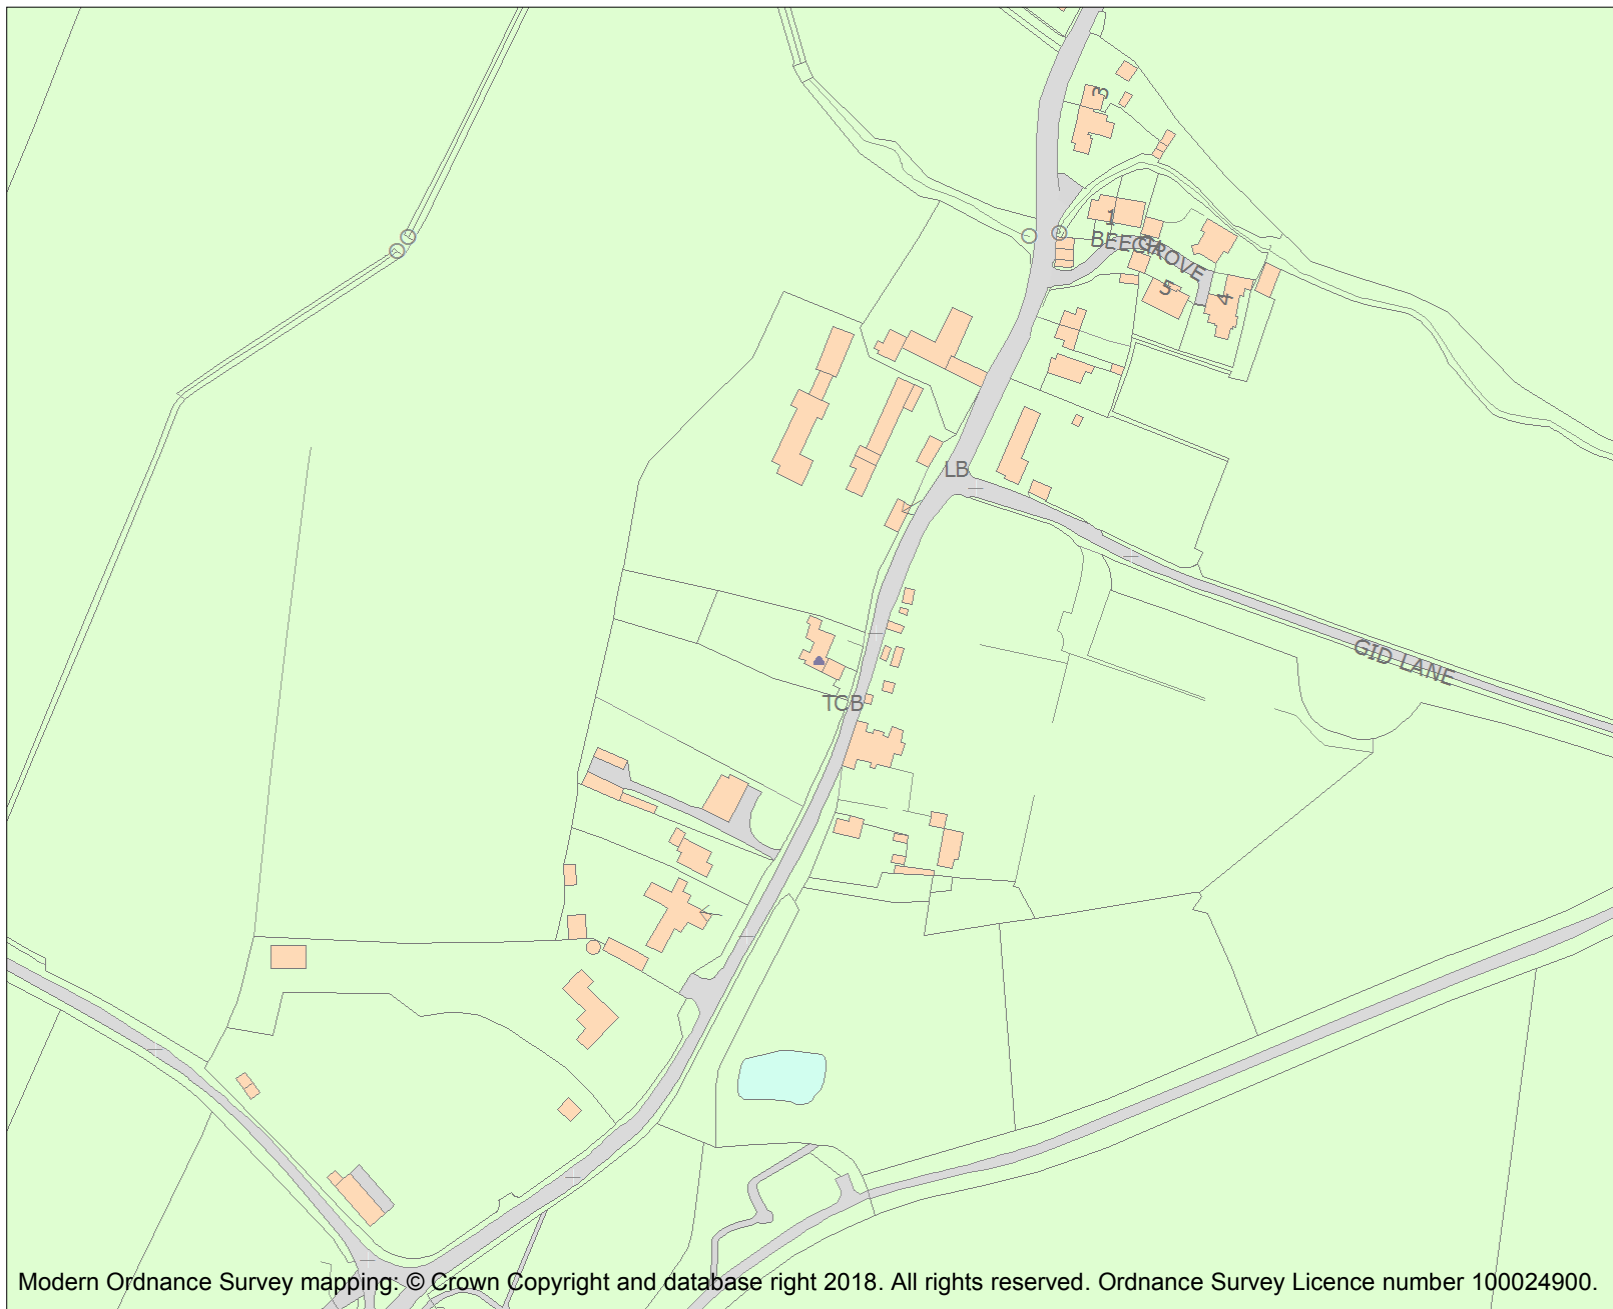 3
1
BEECH GROVE
5
4
LB
GID LANE
TCB
Modern Ordnance Survey mapping: © Crown Copyright and database right 2018. All rights reserved. Ordnance Survey Licence number 100024900.